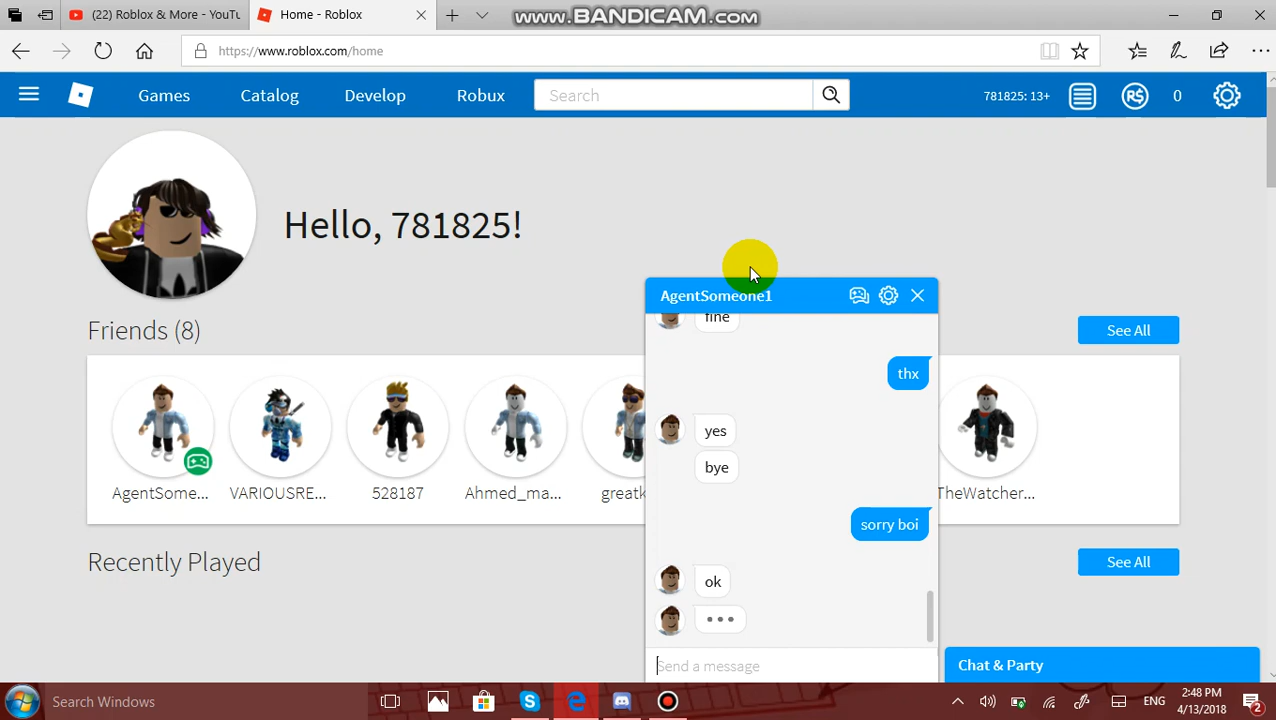 (22) Roblox & More - YouTu
Home - Roblox
www.BANDICAM.com
https://www.roblox.com/home
Games
Catalog
Develop
Robux
Search
781825: 13+
R$
0
Hello, 781825!
Friends (8)
See All
AgentSome...
VARIOUSRE...
528187
Ahmed_ma...
greatk
TheWatcher...
Recently Played
See All
AgentSomeone1
fine
thx
yes
bye
sorry boi
ok
Send a message
Chat & Party
Search Windows
ENG
2:48 PM
4/13/2018
2